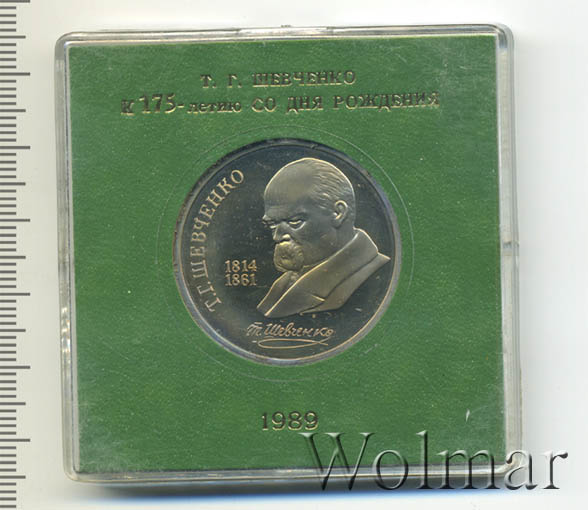 Т. Г. ШЕВЧЕНКО
К 175-летию СО ДНЯ РОЖДЕНИЯ
Т.Г. ШЕВЧЕНКО
1814
1861
Т. Шевченко
1989
Wolmar